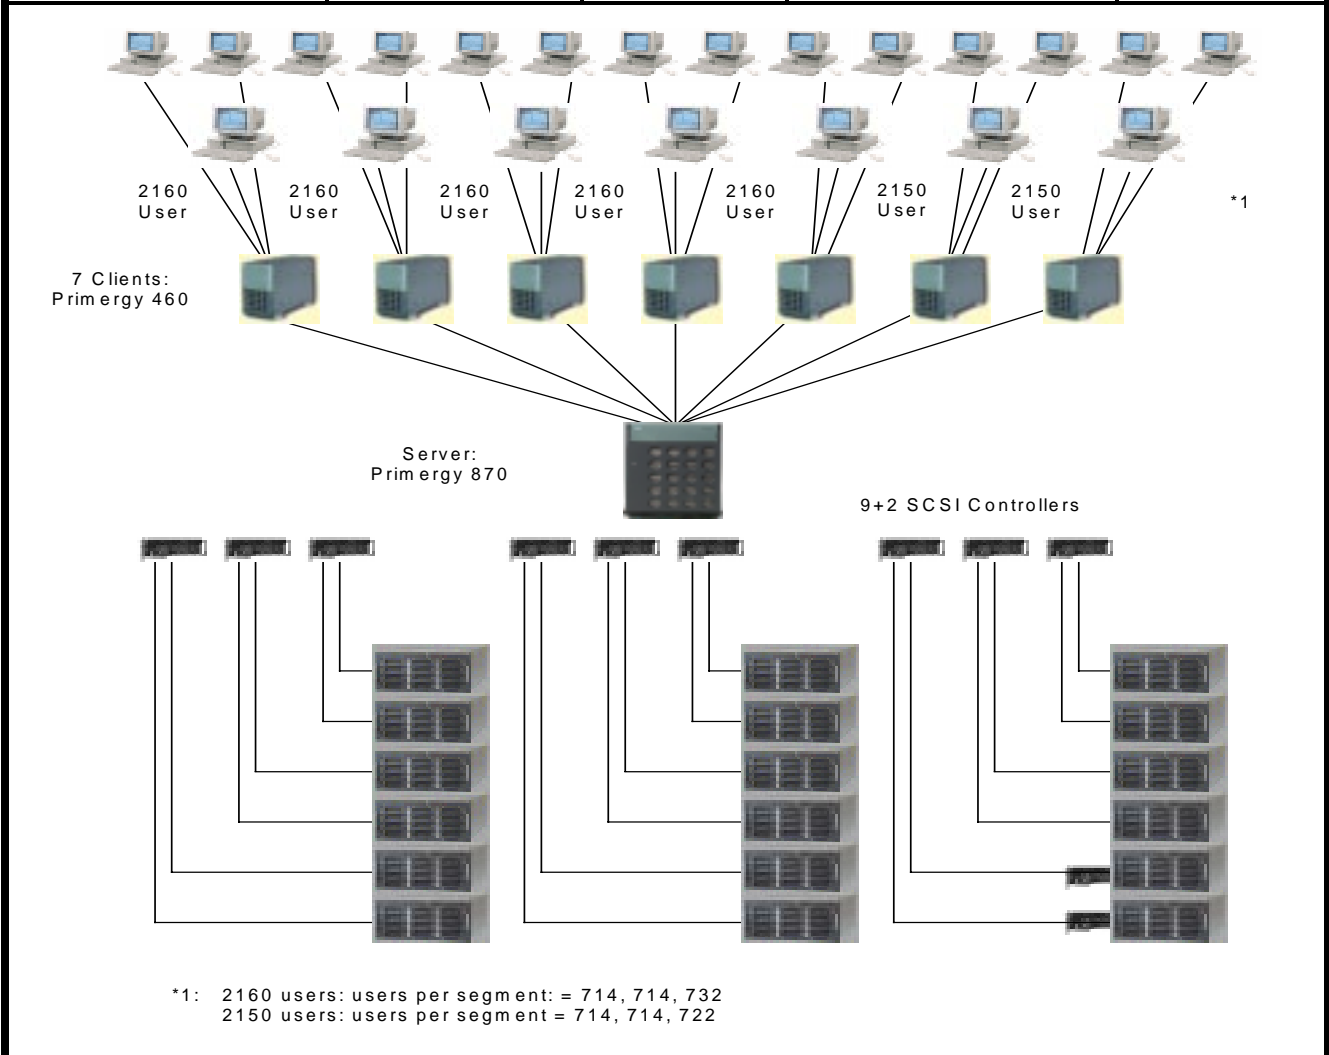 2160 2160 2160 2160 2160 2150 2150
User User User User User User User
*1
7 Clients:
Primergy 460
Server:
Primergy 870
9+2 SCSI Controllers
*1: 2160 users: users per segment: = 714, 714, 732
2150 users: users per segment = 714, 714, 722